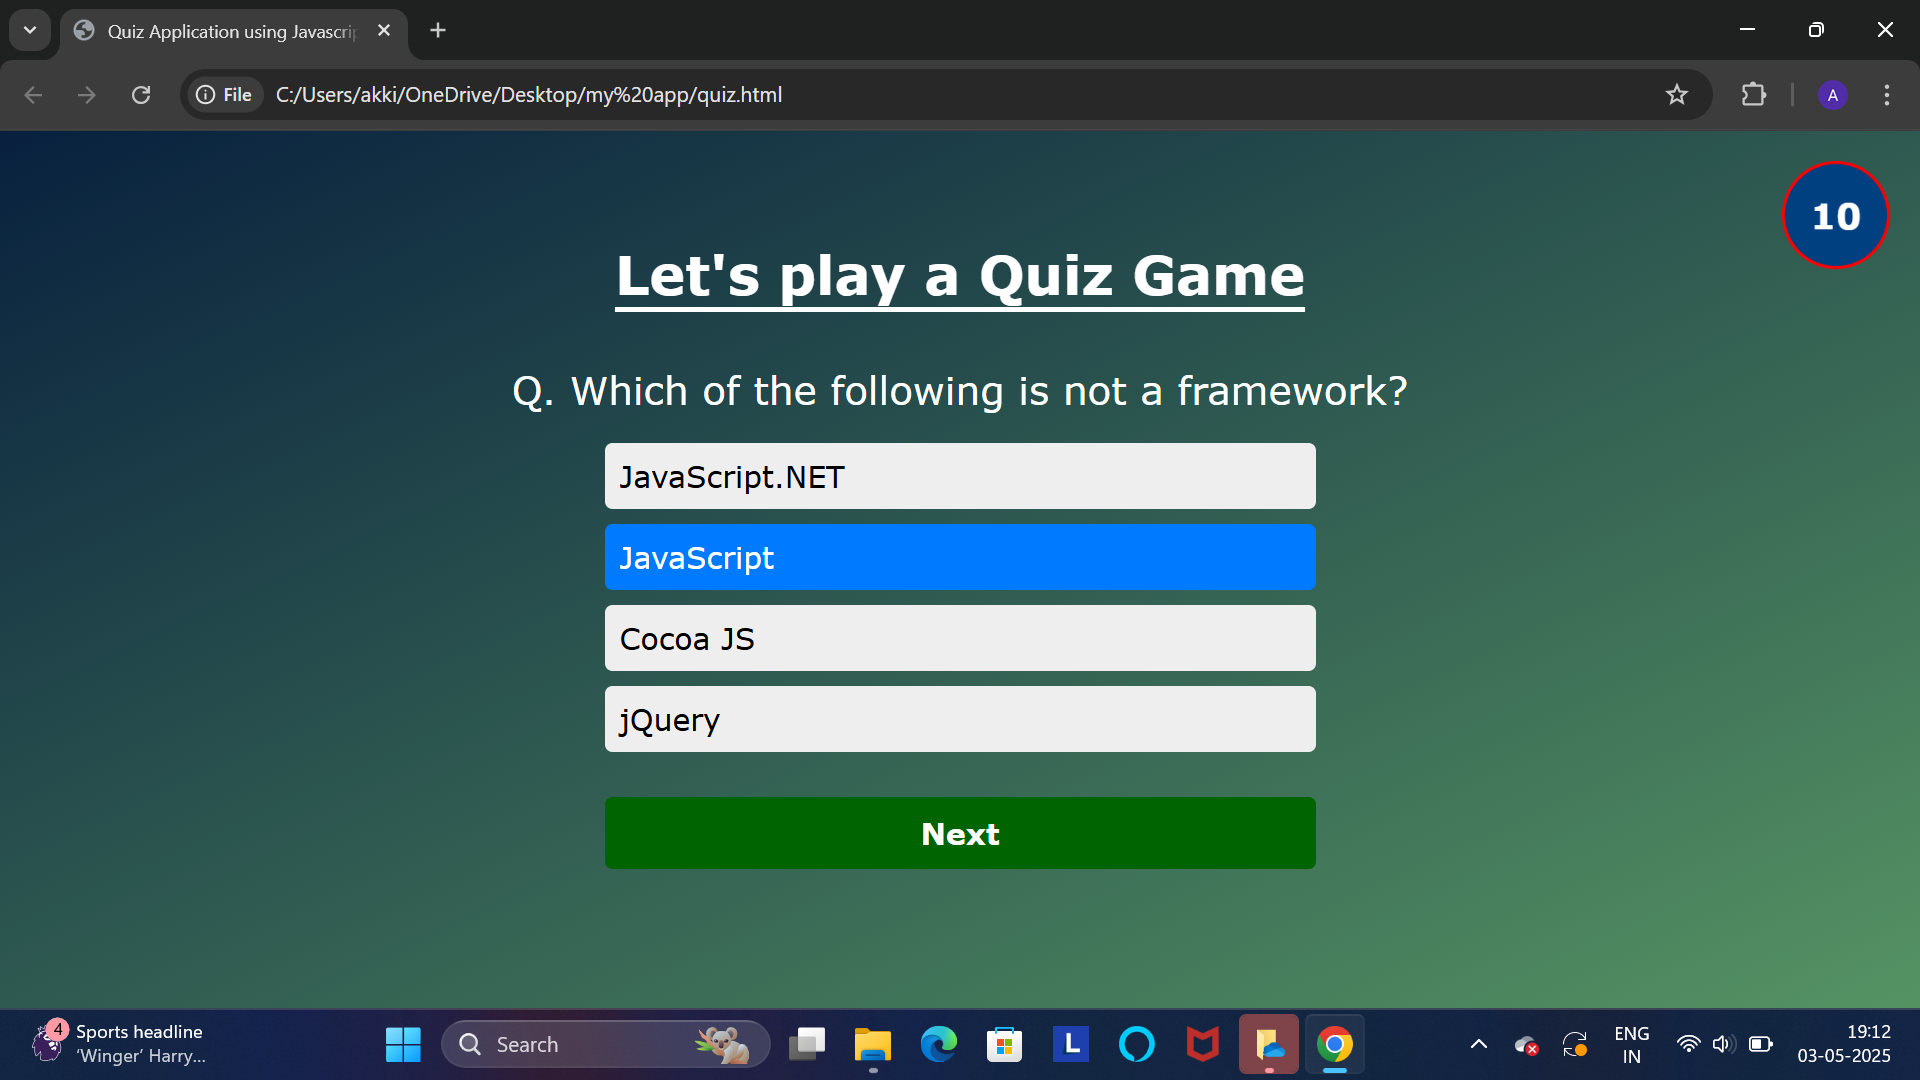 Quiz Application using Javascrip
File
C:/Users/akki/OneDrive/Desktop/my%20app/quiz.html
A
10
Let's play a Quiz Game
Q. Which of the following is not a framework?
JavaScript.NET
JavaScript
Cocoa JS
jQuery
Next
4
Sports headline
'Winger' Harry...
Search
L
ENG
IN
19:12
03-05-2025